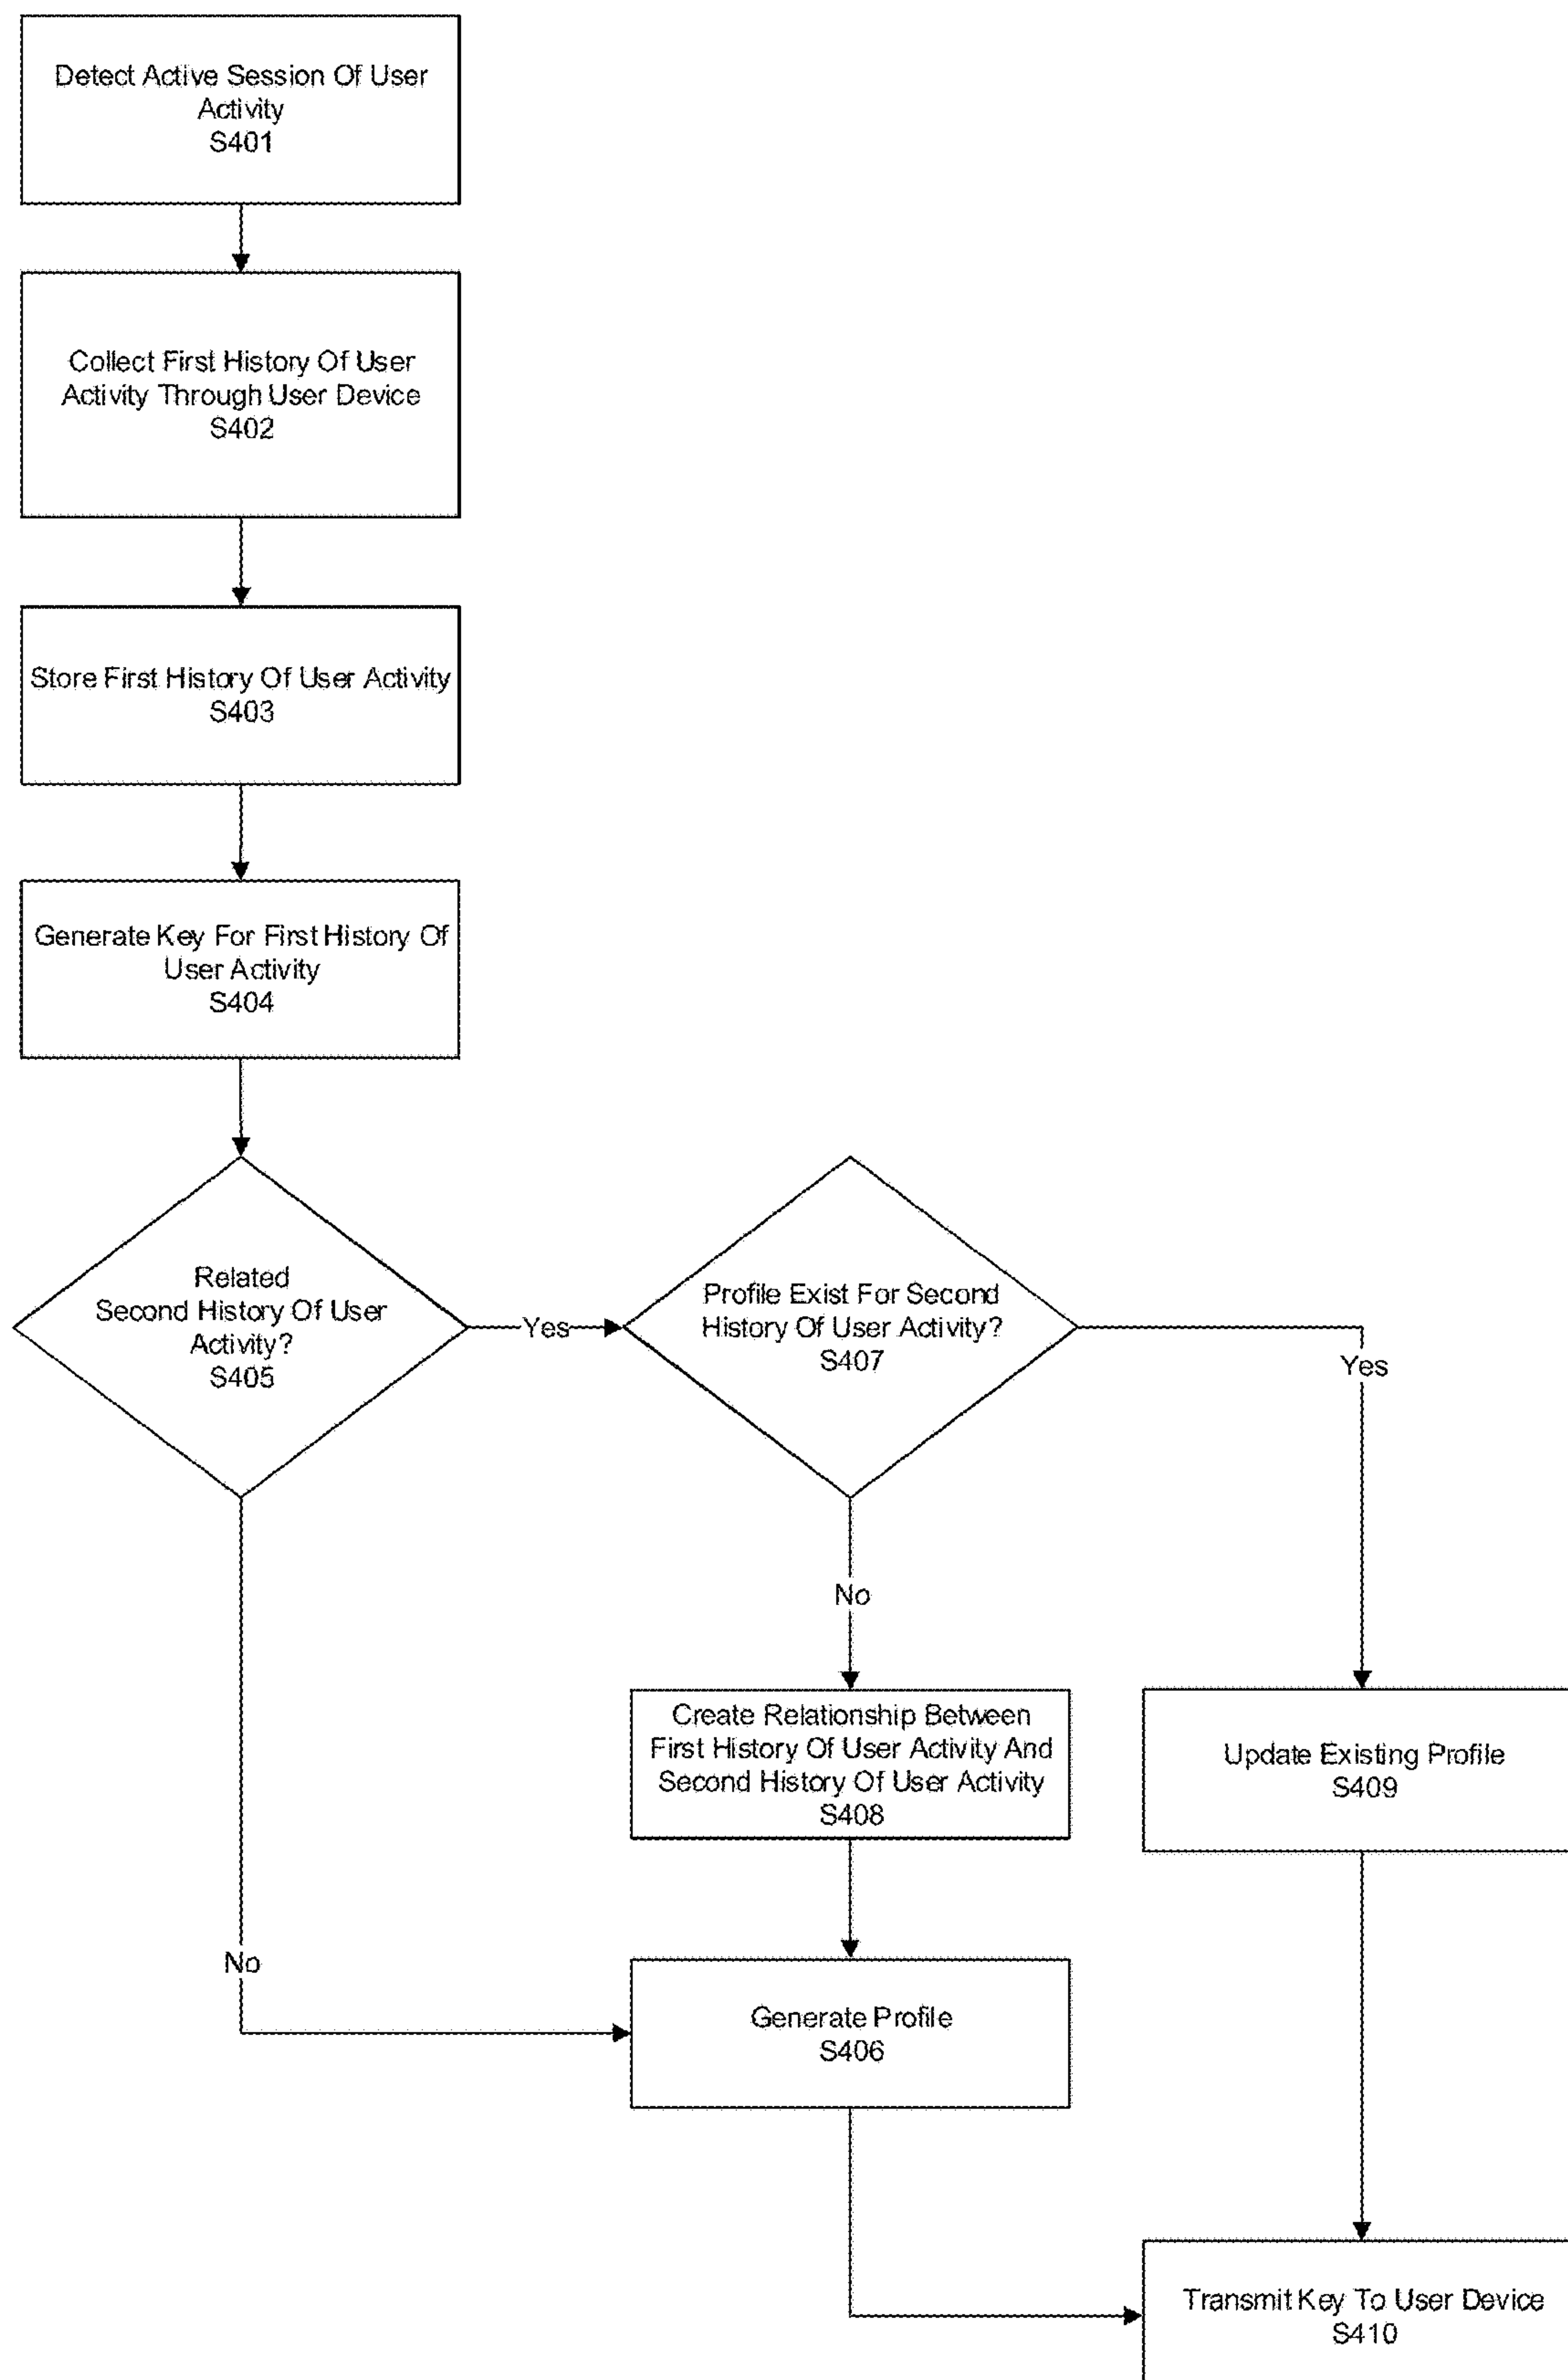 Detect Active Session Of User
Activity
S401
Collect First History Of User
Activity Through User Device
S402
Store First History Of User Activity
S403
Generate Key For First History Of
User Activity
S404
Related
Second History Of User
Activity?
S405
Yes
Profile Exist For Second
History Of User Activity?
S407
Yes
No
Create Relationship Between
First History Of User Activity And
Second History Of User Activity
S408
Update Existing Profile
S409
No
Generate Profile
S406
Transmit Key To User Device
S410